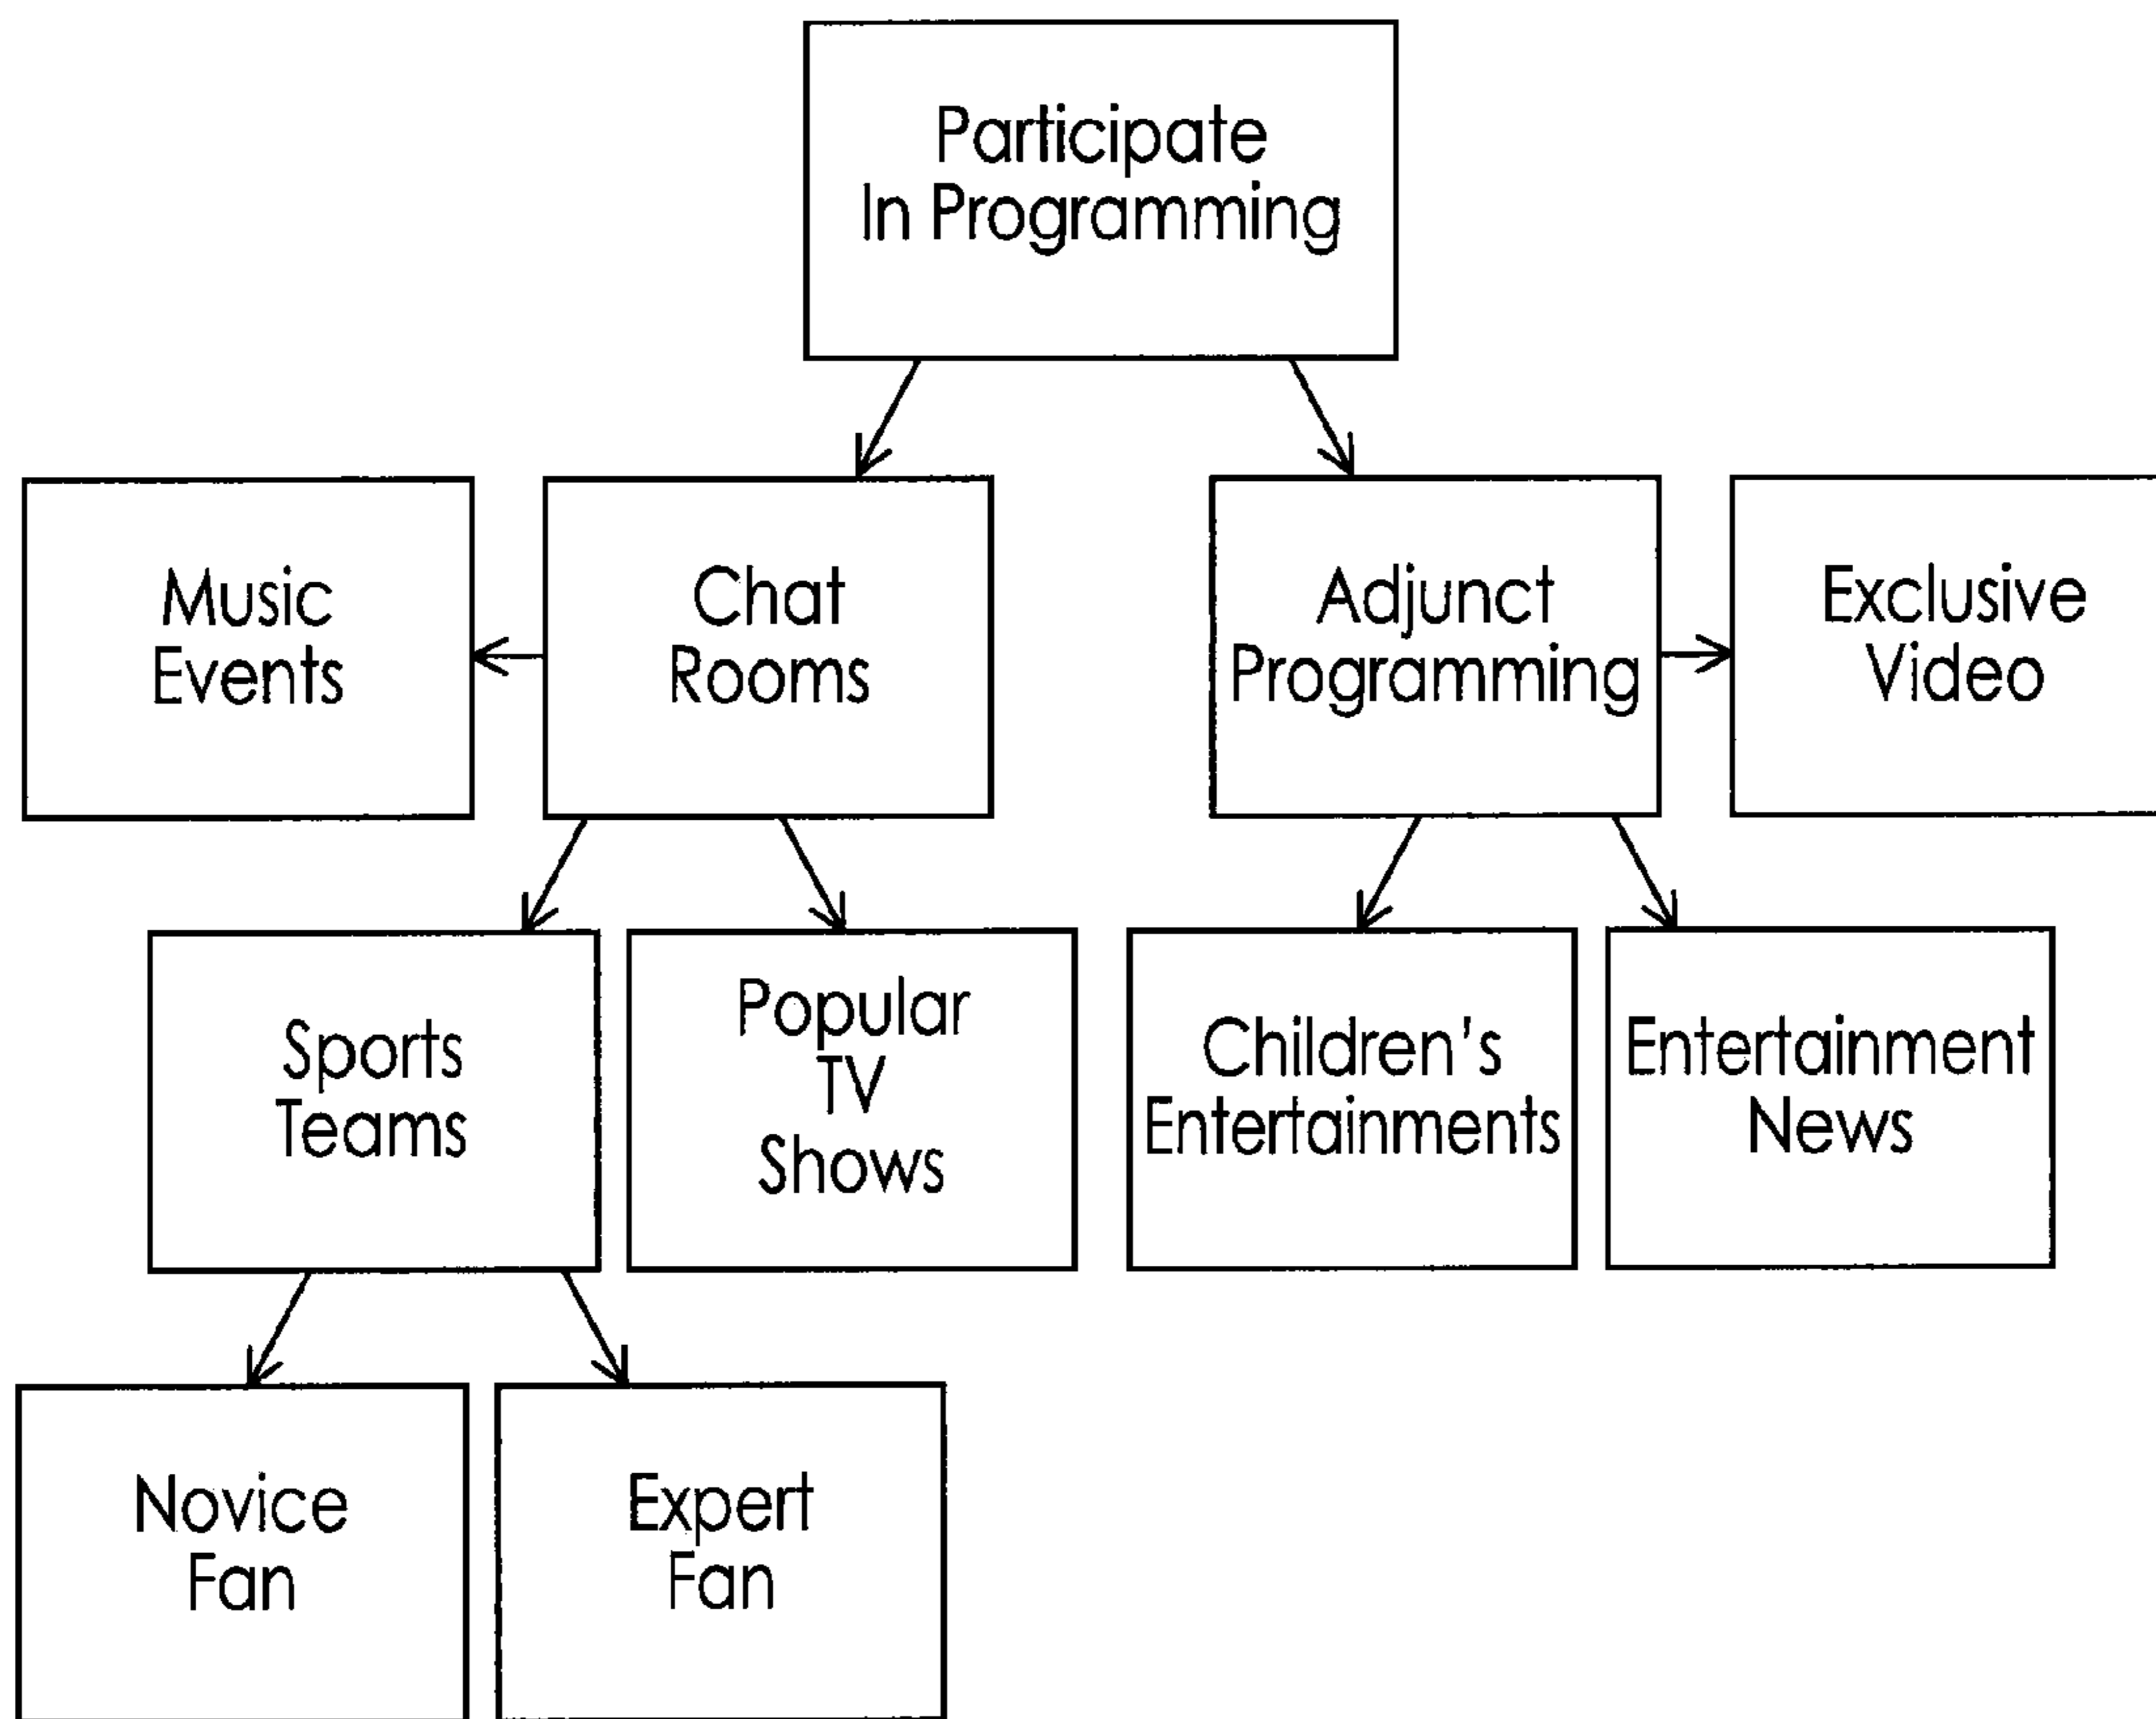 Participate
In Programming
Music
Events
Chat
Rooms
Adjunct
Programming
Exclusive
Video
Sports
Teams
Popular
TV
Shows
Children's
Entertainments
Entertainment
News
Novice
Fan
Expert
Fan